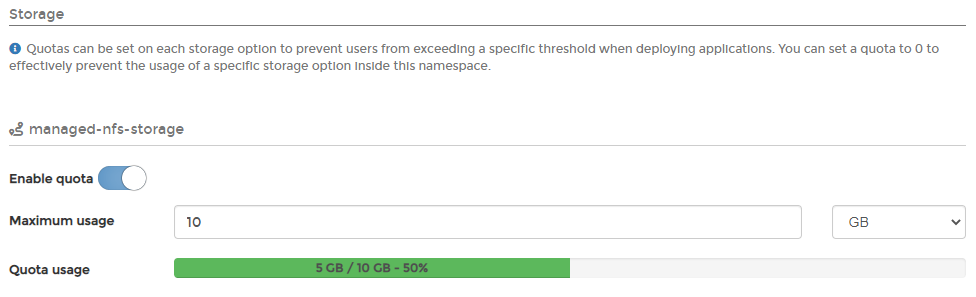 Storage
Quotas can be set on each storage option to prevent users from exceeding a specific threshold when deploying applications. You can set a quota to 0 to
effectively prevent the usage of a specific storage option inside this namespace.
managed-nfs-storage
Enable quota
Maximum usage 10 GB
Quota usage 5 GB / 10 GB - 50%